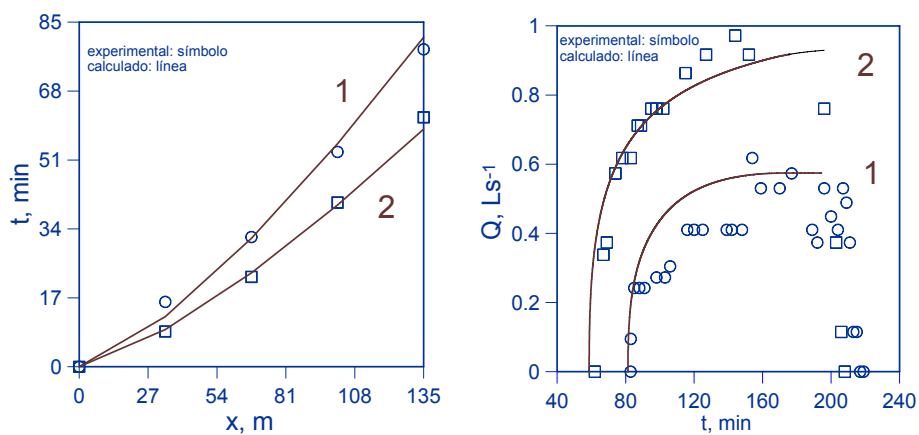 85
experimental: símbolo
calculado: línea
68
1
51
t, min
34
2
17
0
0 27 54 81 108 135
x, m
1
experimental: símbolo
calculado: línea
2
0.8
0.6
1
Q, Ls-1
0.4
0.2
0
40 80 120 160 200 240
t, min